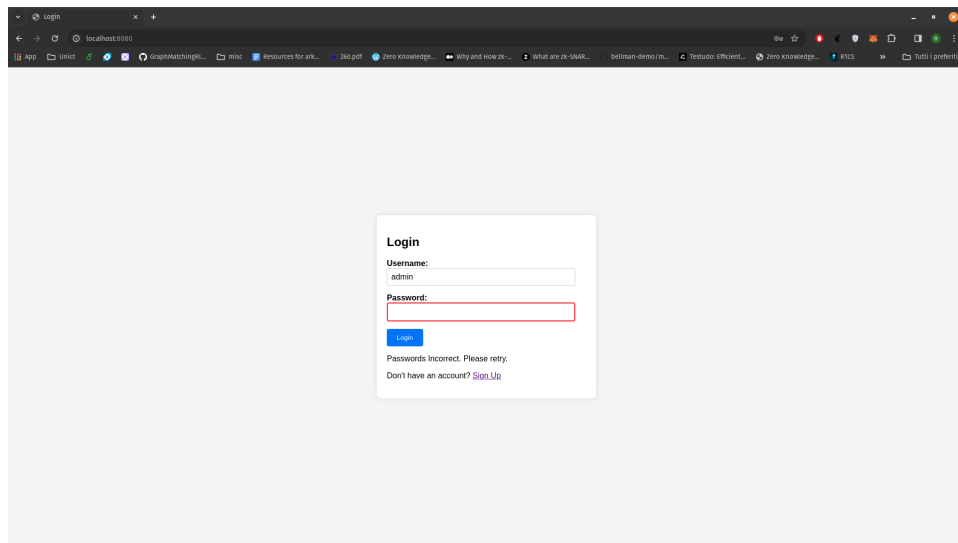 Login
localhost:8080
App Unict GraphMatchingRi... misc Resources for ark... 260.pdf Zero Knowledge... Why and How zk-... What are zk-SNAR... bellman-demo/m... Testudo: Efficient... Zero Knowledge... R1CS » Tutti i preferiti
Login
Username:
admin
Password:
Login
Passwords Incorrect. Please retry.
Don't have an account? Sign Up